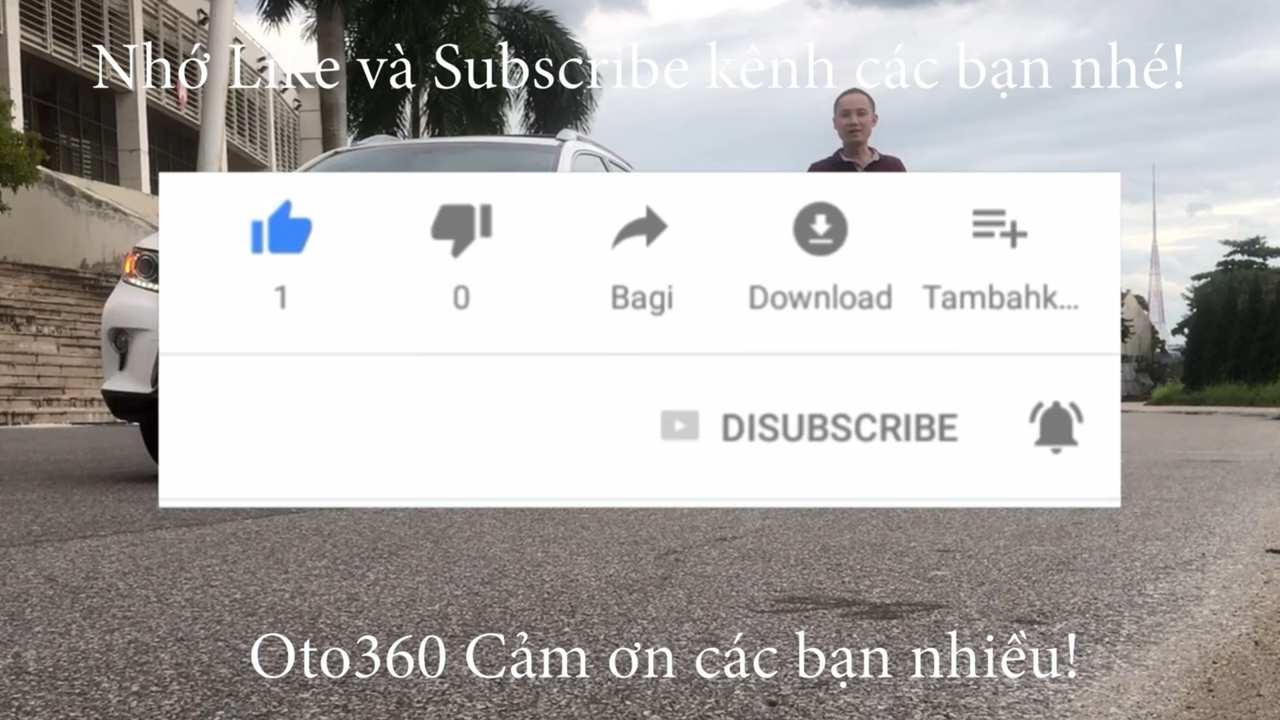 Nhớ Like và Subscribe kênh các bạn nhé!
1
0
Bagi
Download
Tambahk...
DISUBSCRIBE
Oto360 Cảm ơn các bạn nhiều!